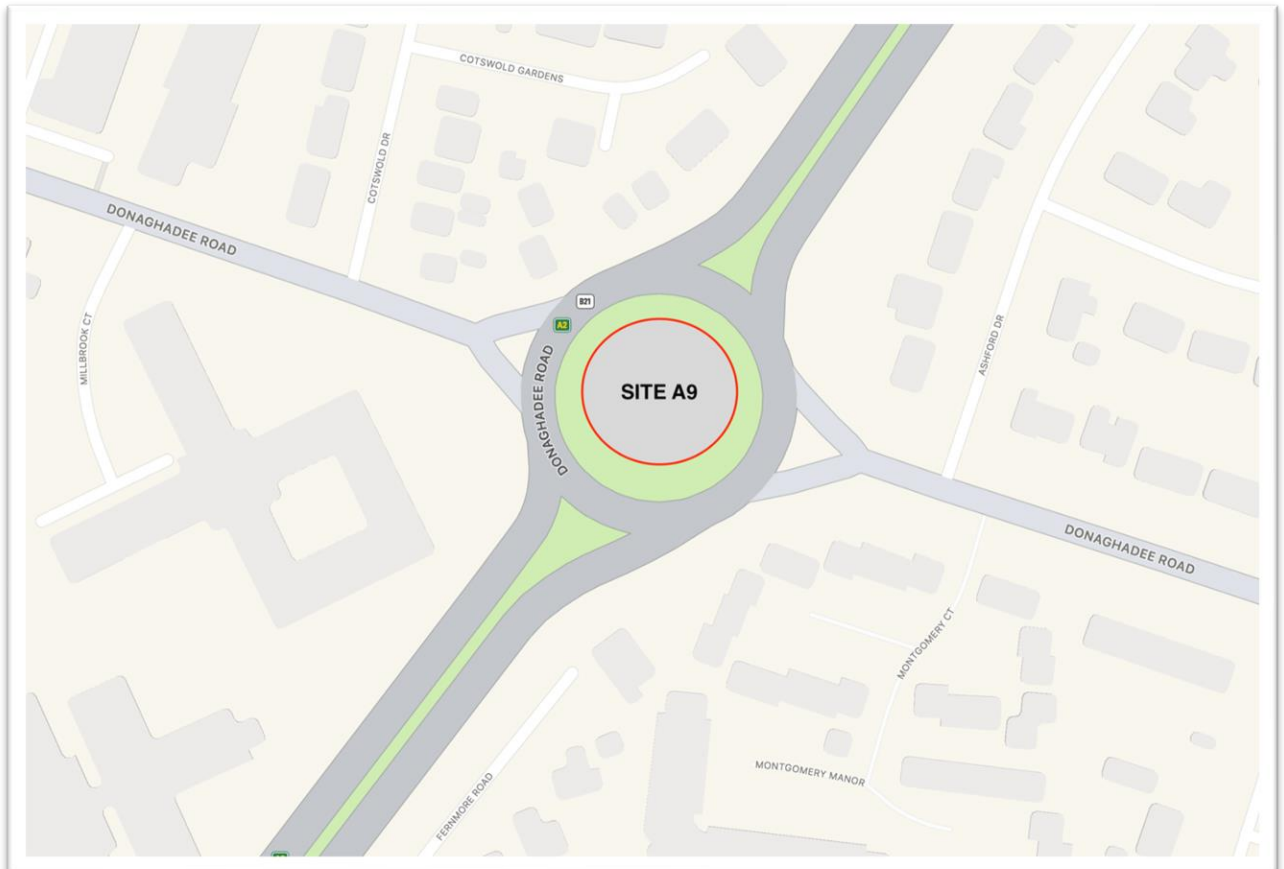 COTSWOLD GARDENS
COTSWOLD DR
DONAGHADEE ROAD
B21
A2
MILLBROOK CT
DONAGHADEE ROAD
SITE A9
ASHFORD DR
DONAGHADEE ROAD
MONTGOMERY CT
MONTGOMERY MANOR
FERNMORE ROAD